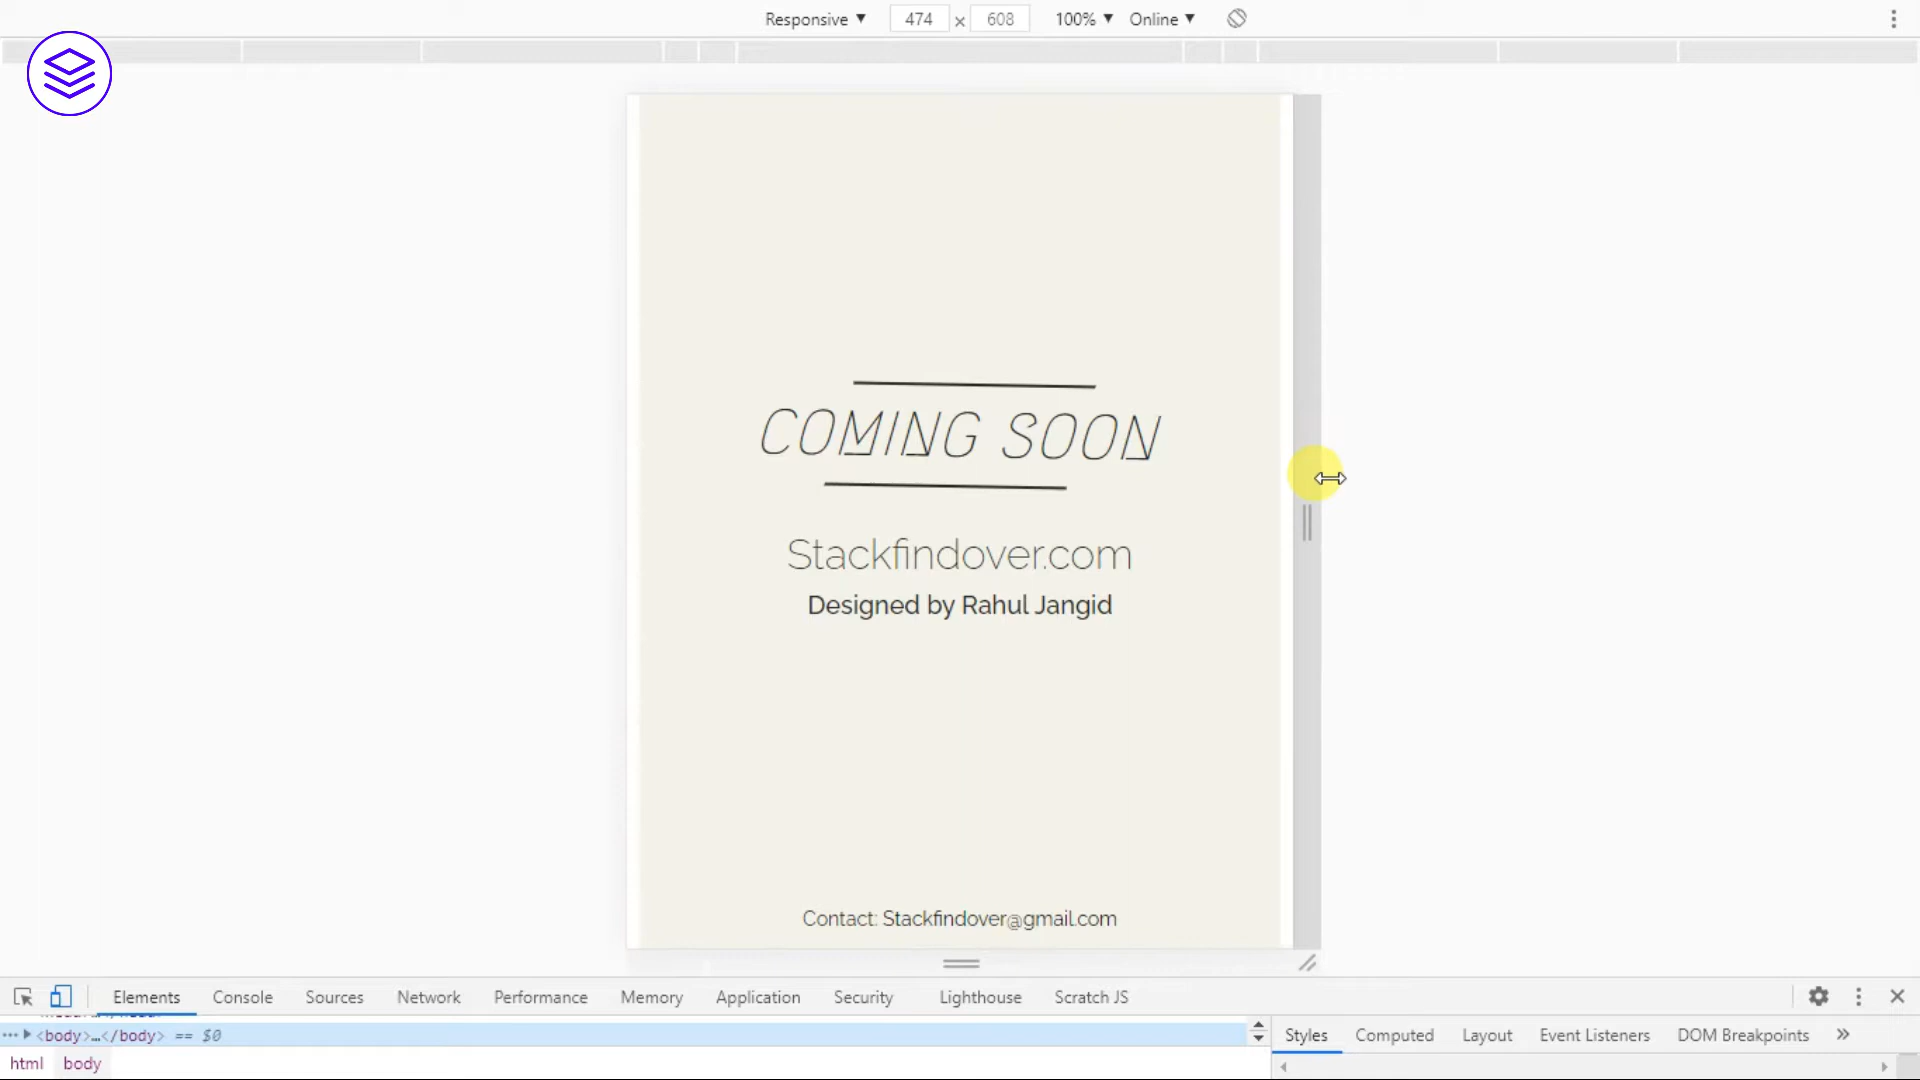 Responsive ▼ 474 x 608 100% ▼ Online ▼
COMING SOON
Stackfindover.com
Designed by Rahul Jangid
Contact: Stackfindover@gmail.com
Elements Console Sources Network Performance Memory Application Security Lighthouse Scratch JS
<body>…</body> == $0
Styles Computed Layout Event Listeners DOM Breakpoints »
html body